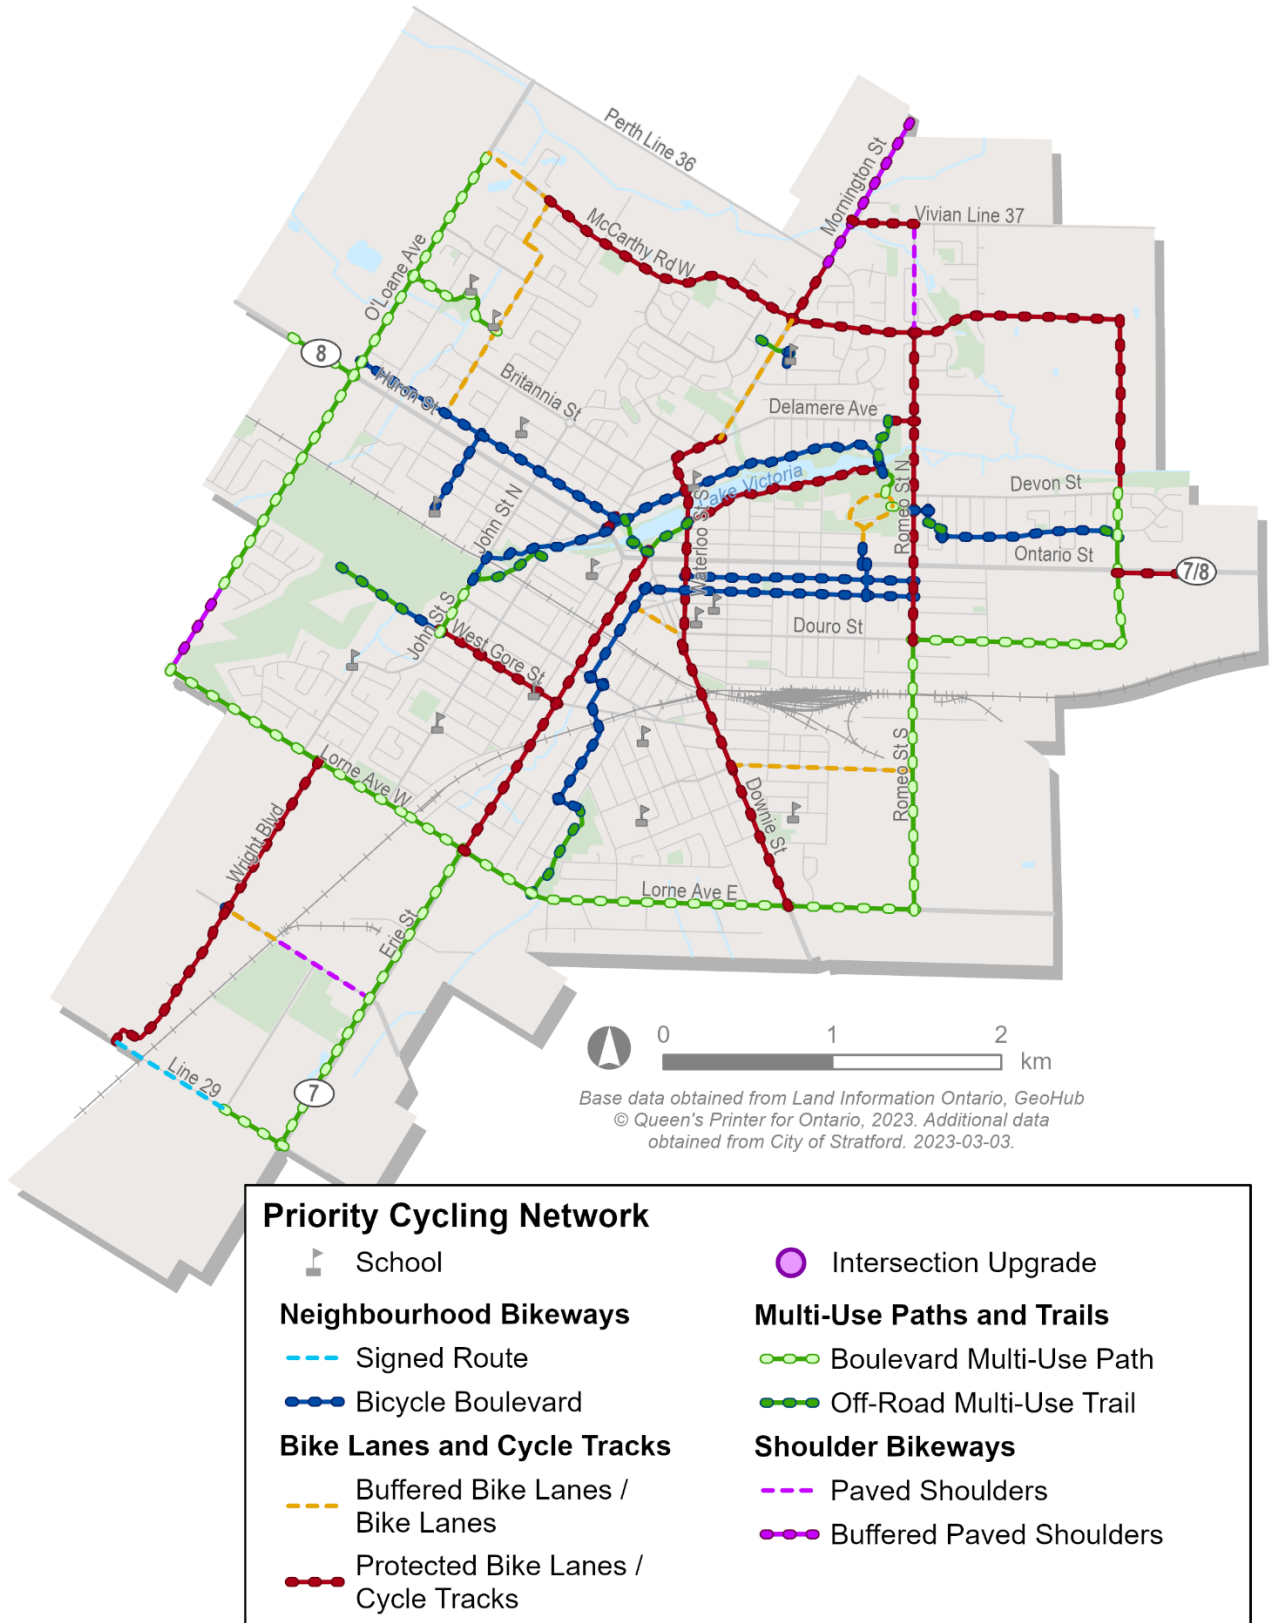 Perth Line 36
Mornington St
Vivian Line 37
McCarthy Rd W
O'Loane Ave
8
Huron St
Britannia St
Delamere Ave
Lake Victoria
Romeo St N
Devon St
John St N
Waterloo St S
Ontario St
7/8
John St S
West Gore St
Douro St
Lorne Ave W
Romeo St S
Downie St
Wright Blvd
Lorne Ave E
Erie St
Line 29
7
0 1 2
km
Base data obtained from Land Information Ontario, GeoHub
© Queen's Printer for Ontario, 2023. Additional data
obtained from City of Stratford. 2023-03-03.
Priority Cycling Network
School
Intersection Upgrade
Neighbourhood Bikeways
Multi-Use Paths and Trails
Signed Route
Boulevard Multi-Use Path
Bicycle Boulevard
Off-Road Multi-Use Trail
Bike Lanes and Cycle Tracks
Shoulder Bikeways
Buffered Bike Lanes /
Bike Lanes
Paved Shoulders
Buffered Paved Shoulders
Protected Bike Lanes /
Cycle Tracks